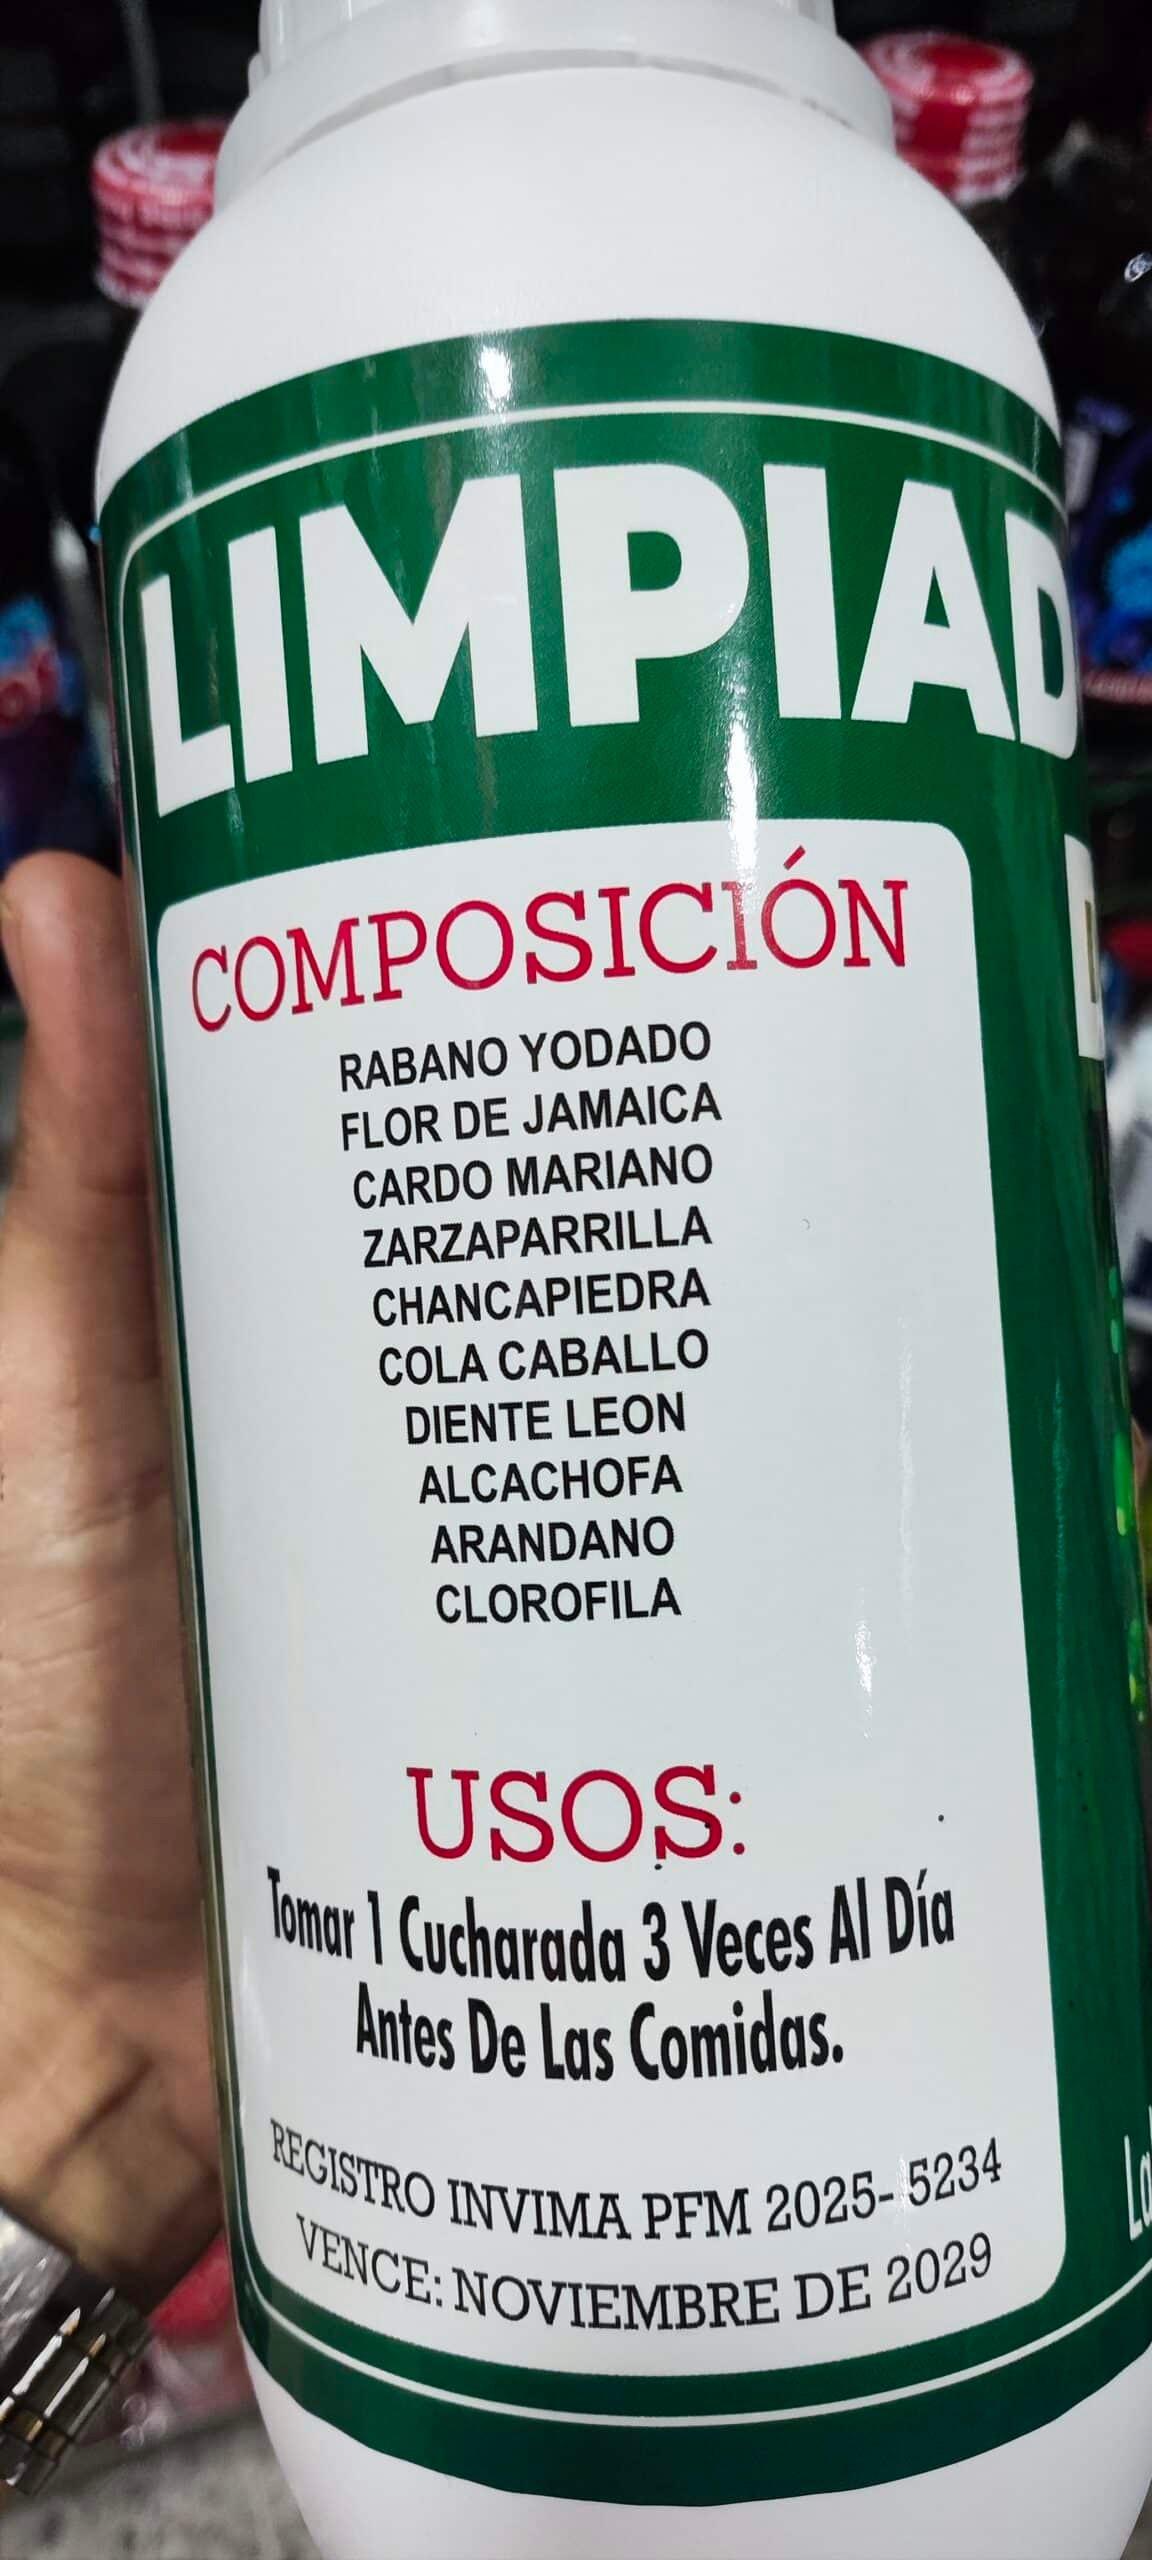 LIMPIAD
COMPOSICIÓN
RABANO YODADO
FLOR DE JAMAICA
CARDO MARIANO
ZARZAPARRILLA
CHANCAPIEDRA
COLA CABALLO
DIENTE LEON
ALCACHOFA
ARANDANO
CLOROFILA
USOS:
Tomar 1 Cucharada 3 Veces Al Día
Antes De Las Comidas.
REGISTRO INVIMA PFM 2025- 5234
VENCE: NOVIEMBRE DE 2029